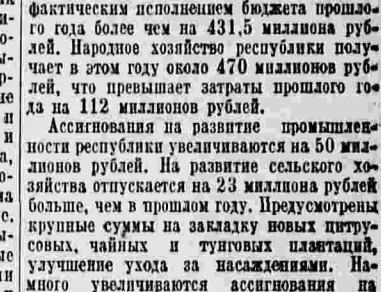 фактическим исполнением бюджета прошло-
го года более чем на 431,5 миллиона руб-
лей. Народное хозяйство республики полу-
чает в этом году около 470 миллионов руб-
лей, что превышает затраты прошлого го-
да на 112 миллионов рублей.
Ассигнования на развитие промышлен-
ности республики увеличиваются на 50 мил-
лионов рублей. На развитие сельского хо-
зяйства отпускается на 23 миллиона рублей
больше, чем в прошлом году. Предусмотрены
крупные суммы на закладку новых цитру-
совых, чайных и тунговых плантаций,
улучшение ухода за насаждениями. На-
много увеличиваются ассигнования на